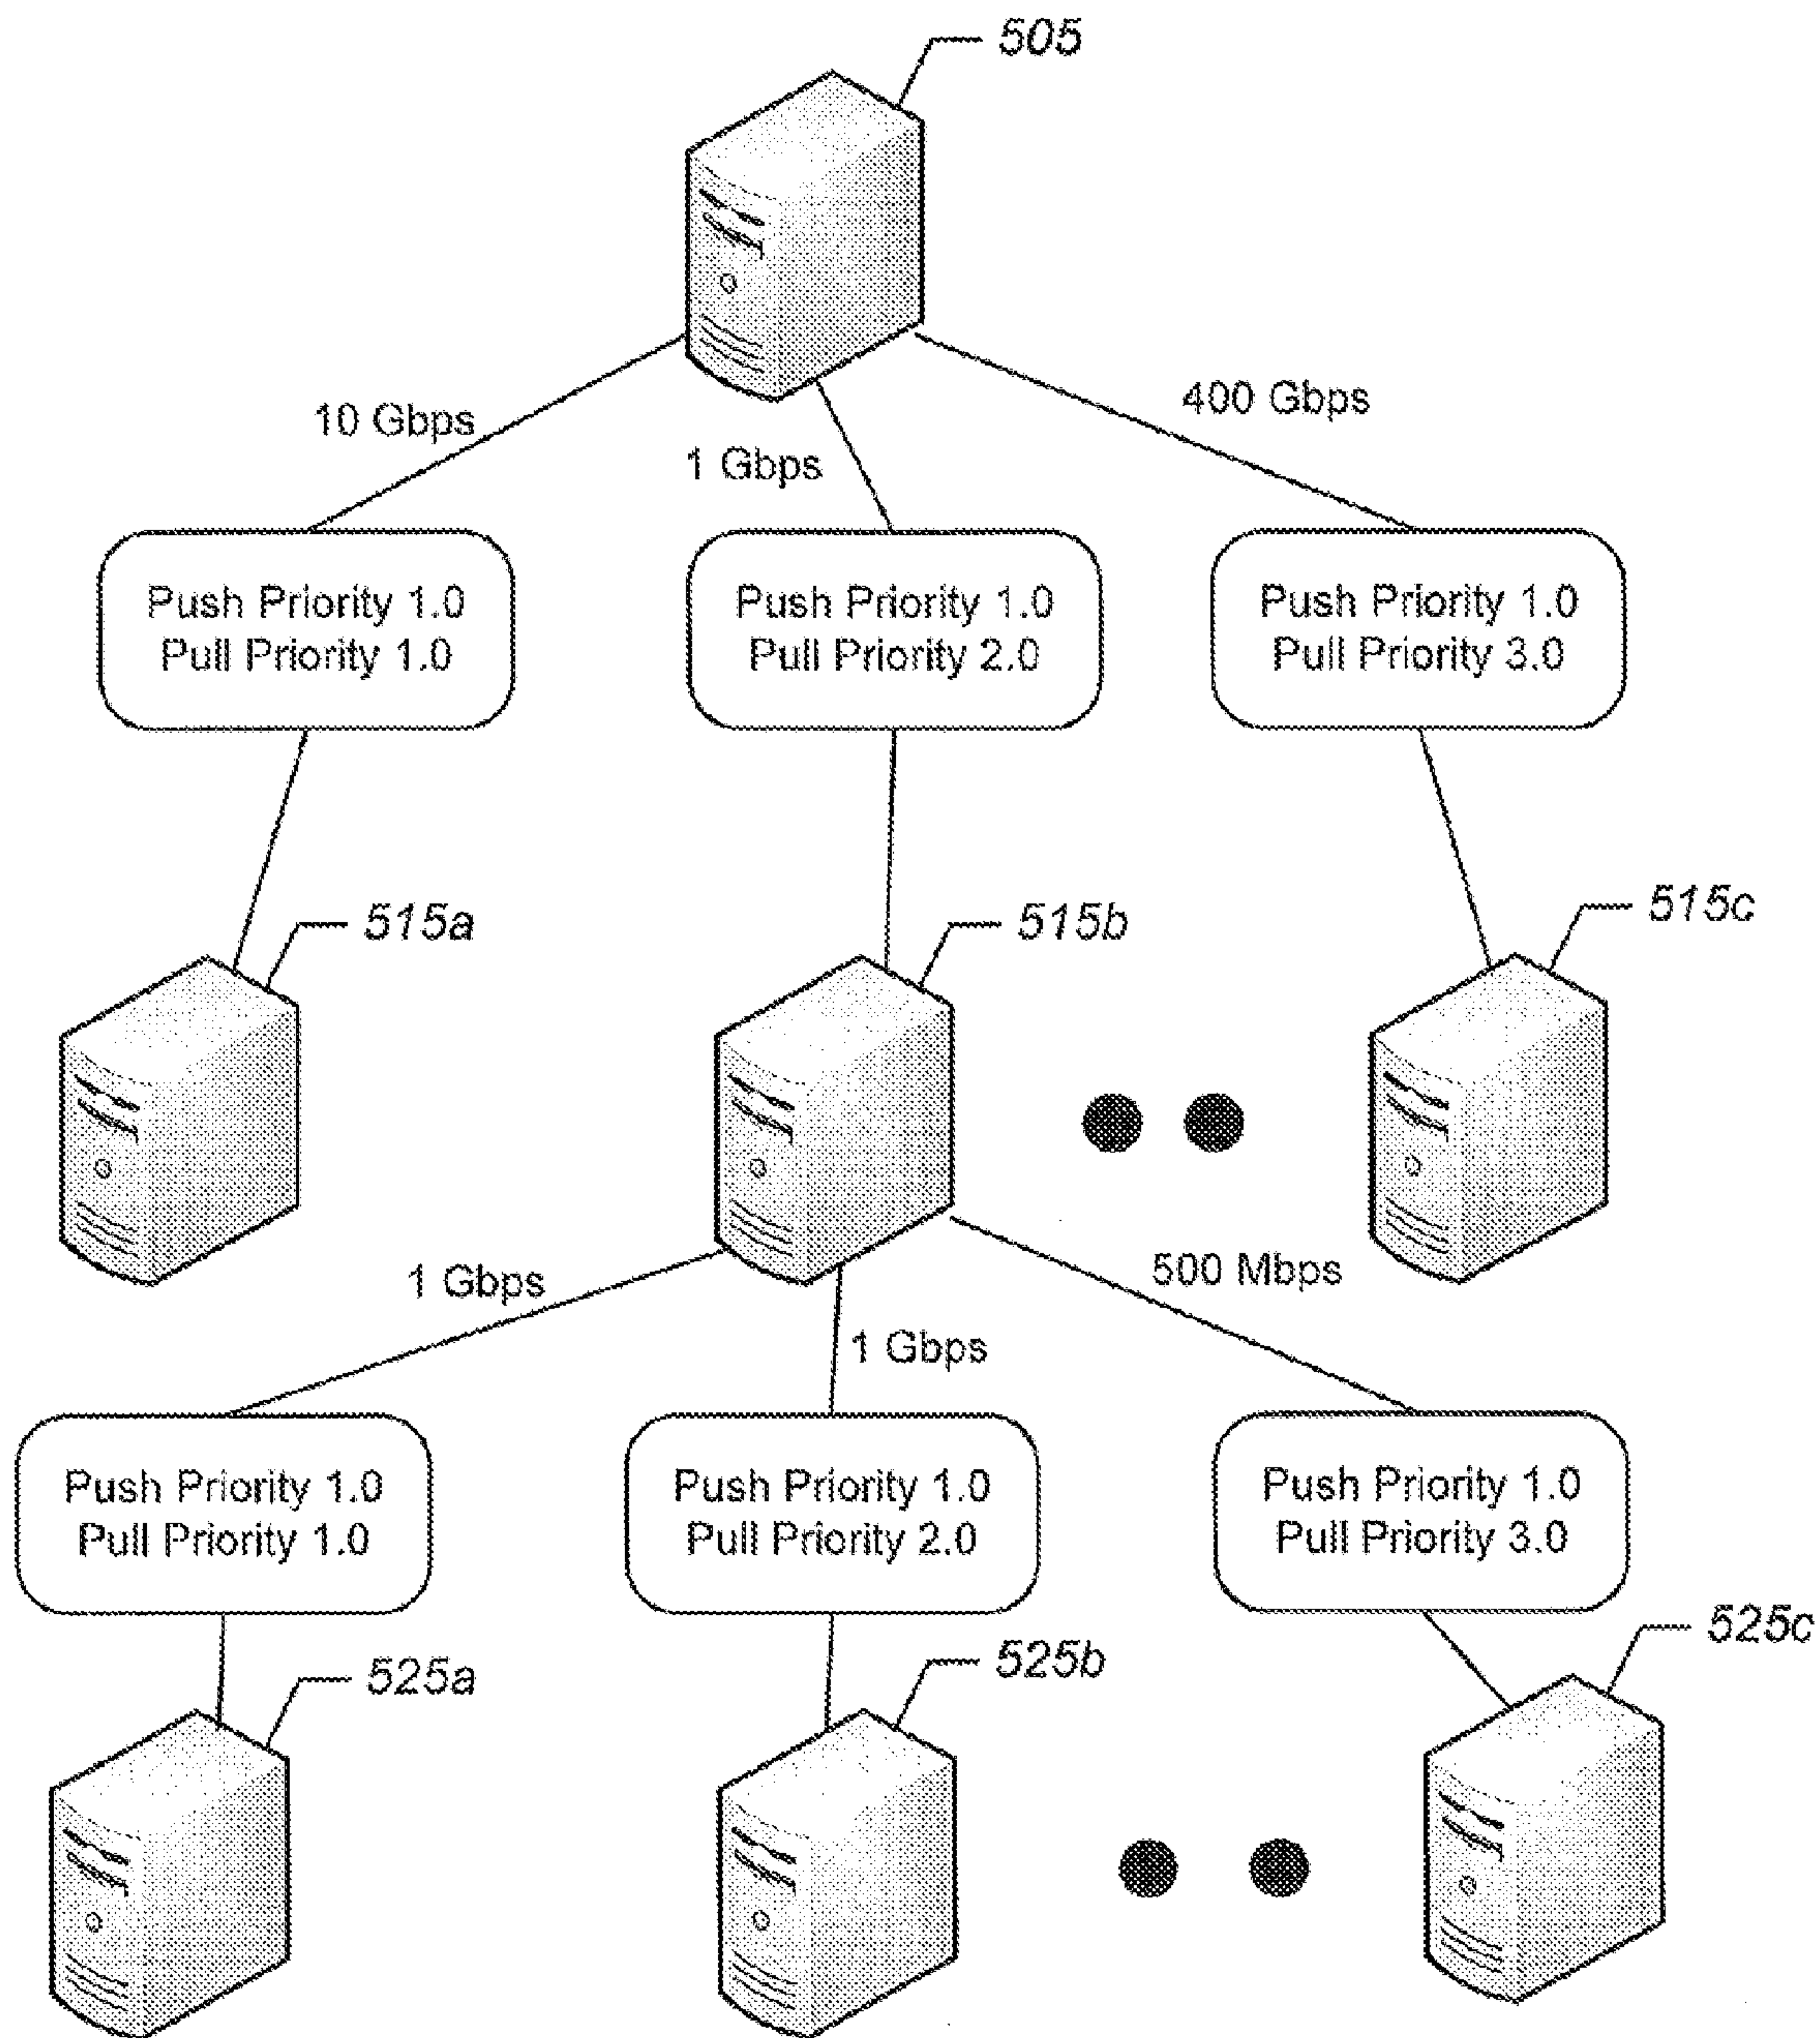 505
10 Gbps
400 Gbps
1 Gbps
Push Priority 1.0
Pull Priority 1.0
Push Priority 1.0
Pull Priority 2.0
Push Priority 1.0
Pull Priority 3.0
515a
515b
515c
1 Gbps
500 Mbps
1 Gbps
Push Priority 1.0
Pull Priority 1.0
Push Priority 1.0
Pull Priority 2.0
Push Priority 1.0
Pull Priority 3.0
525a
525b
525c